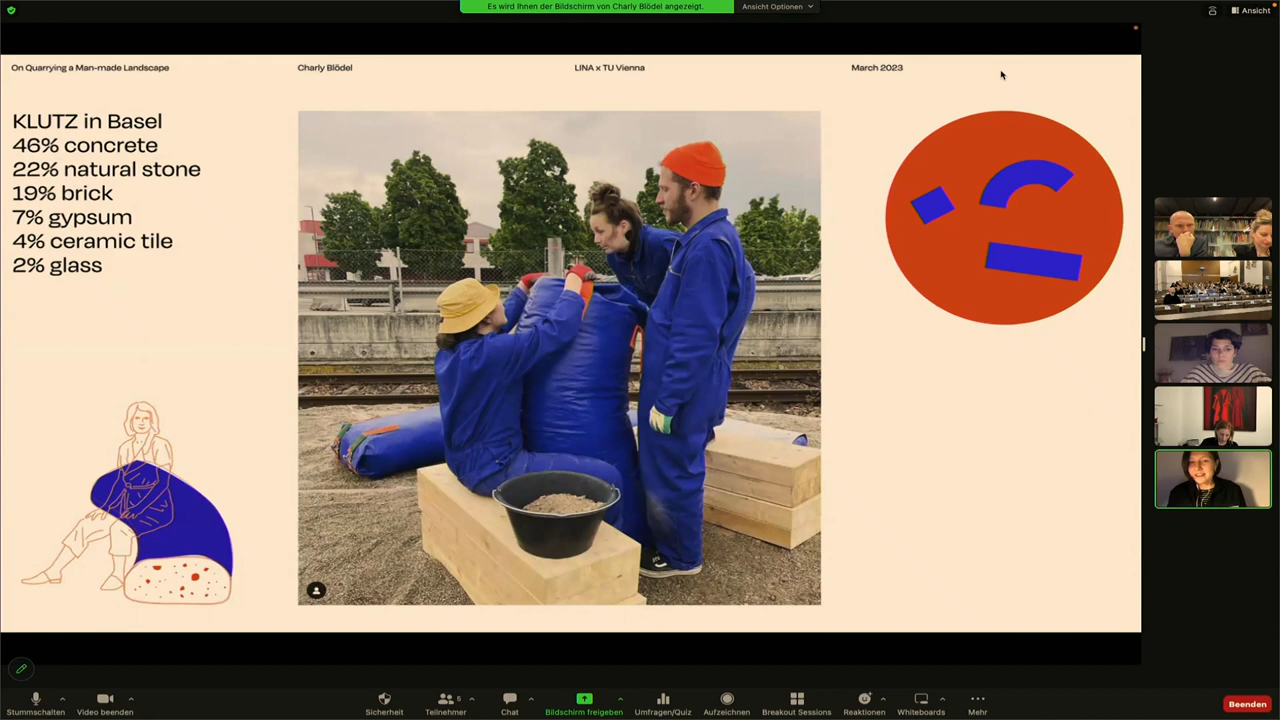 Es wird Ihnen der Bildschirm von Charly Blödel angezeigt.
Ansicht Optionen
Ansicht
On Quarrying a Man-made Landscape
Charly Blödel
LINA x TU Vienna
March 2023
KLUTZ in Basel
46% concrete
22% natural stone
19% brick
7% gypsum
4% ceramic tile
2% glass
Stummschalten
Video beenden
Sicherheit
Teilnehmer
Chat
Bildschirm freigeben
Umfragen/Quiz
Aufzeichnen
Breakout Sessions
Reaktionen
Whiteboards
Mehr
Beenden